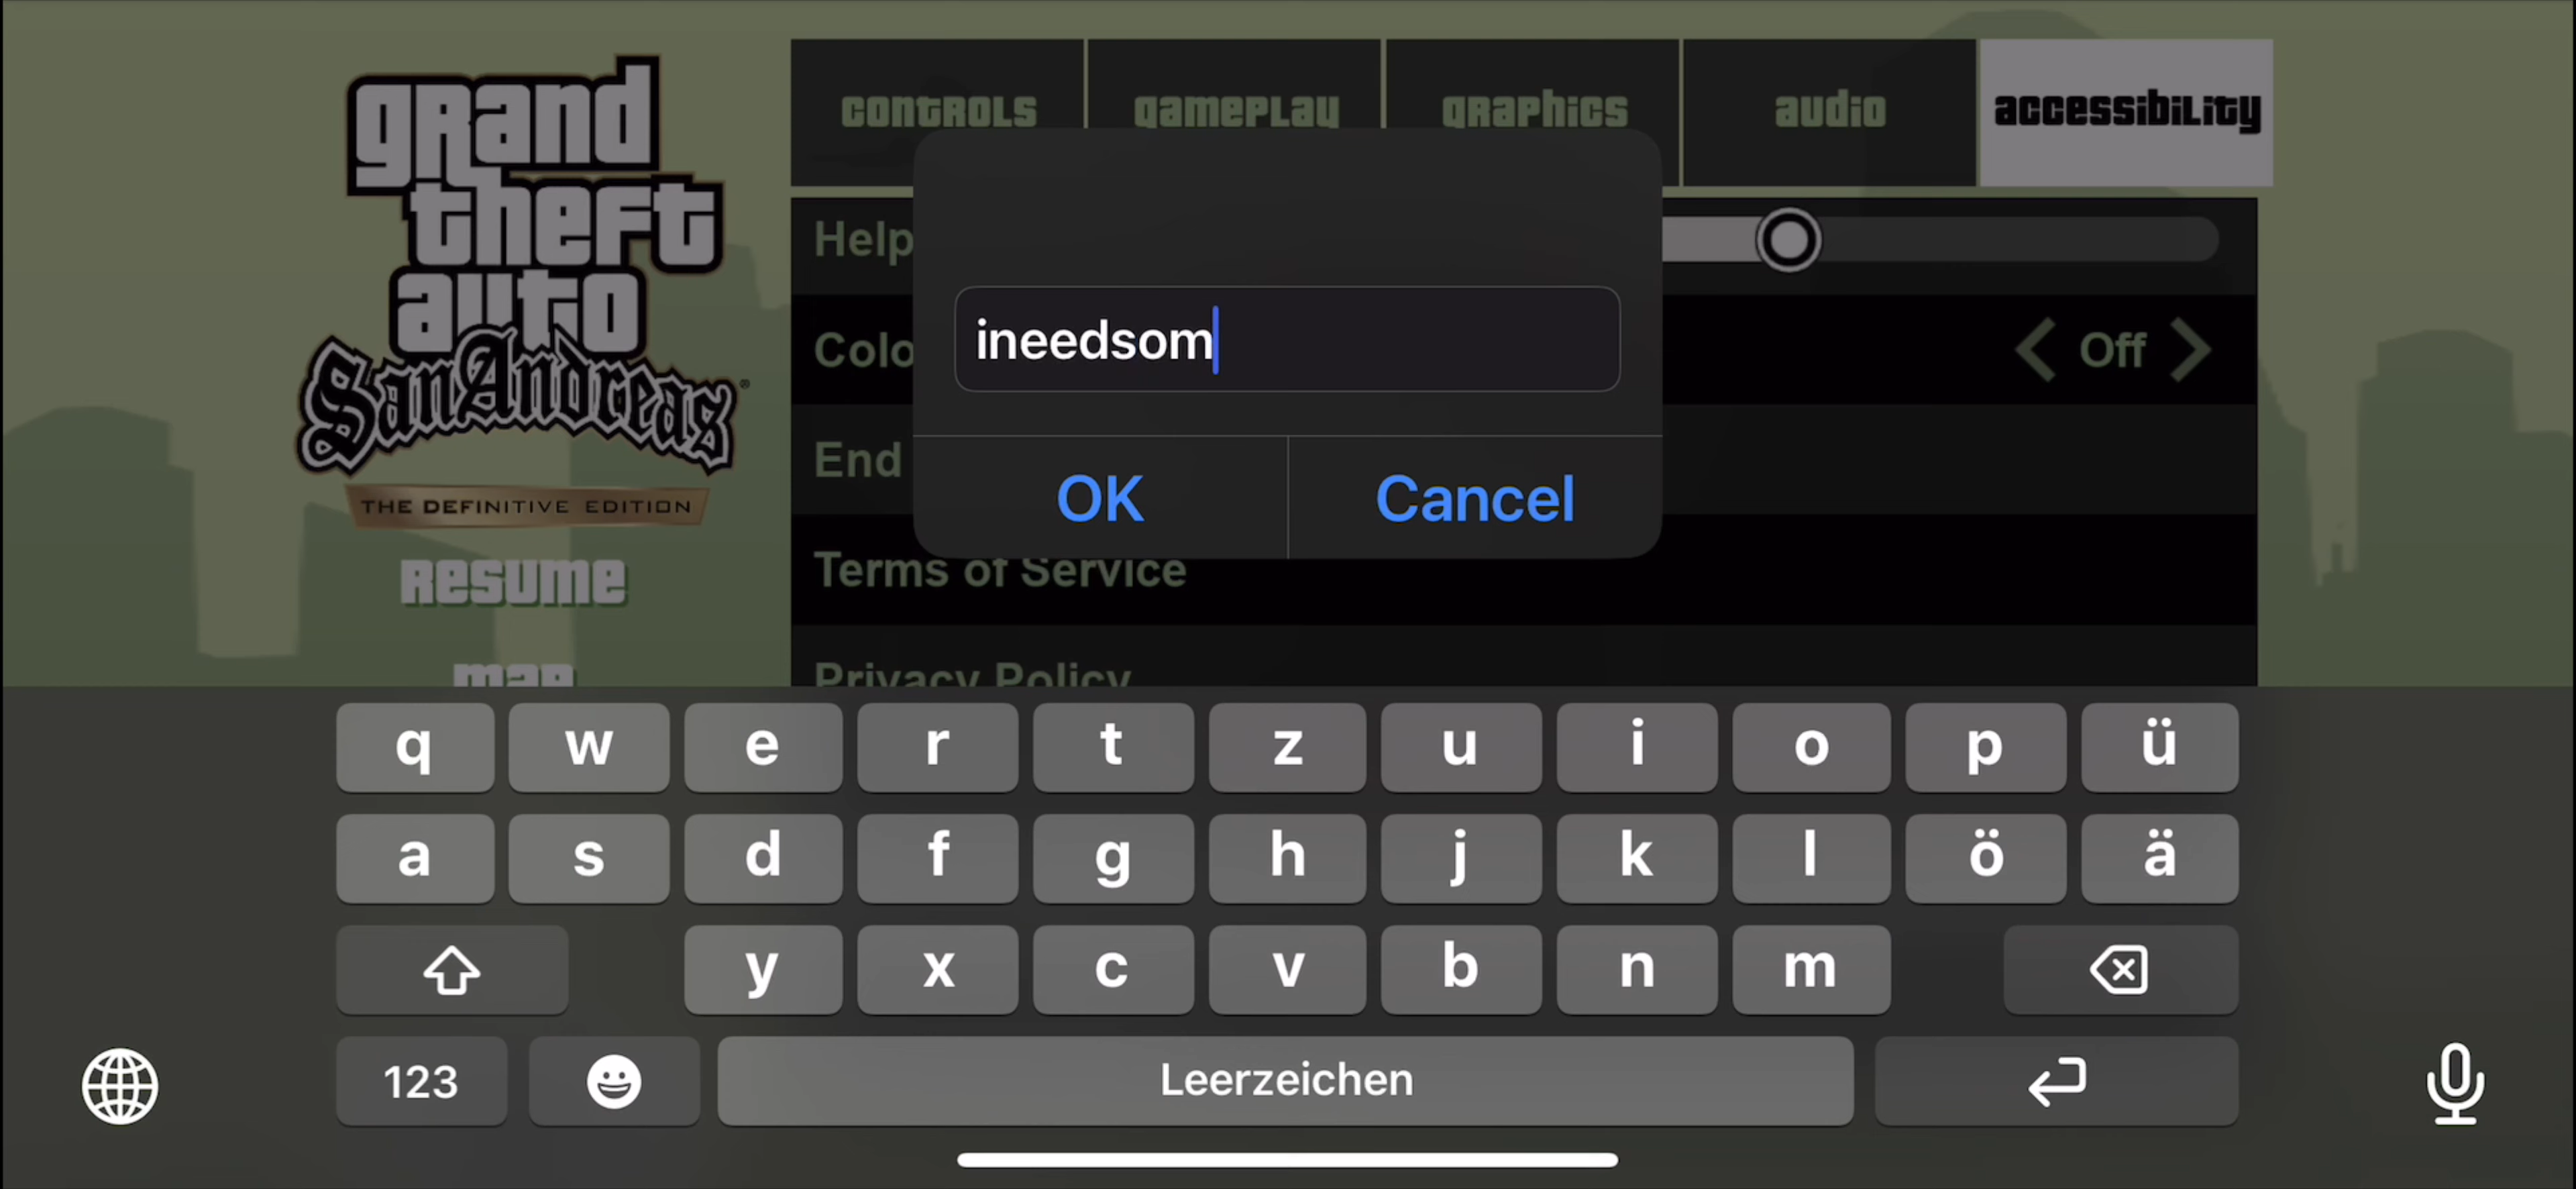 grand
theft
auto
San Andreas
THE DEFINITIVE EDITION
RESUME
map
controls
gameplay
graphics
audio
accessibility
Help
Colo
Off
End
Terms of Service
Privacy Policy
ineedsom
OK
Cancel
q w e r t z u i o p ü
a s d f g h j k l ö ä
y x c v b n m
123
Leerzeichen